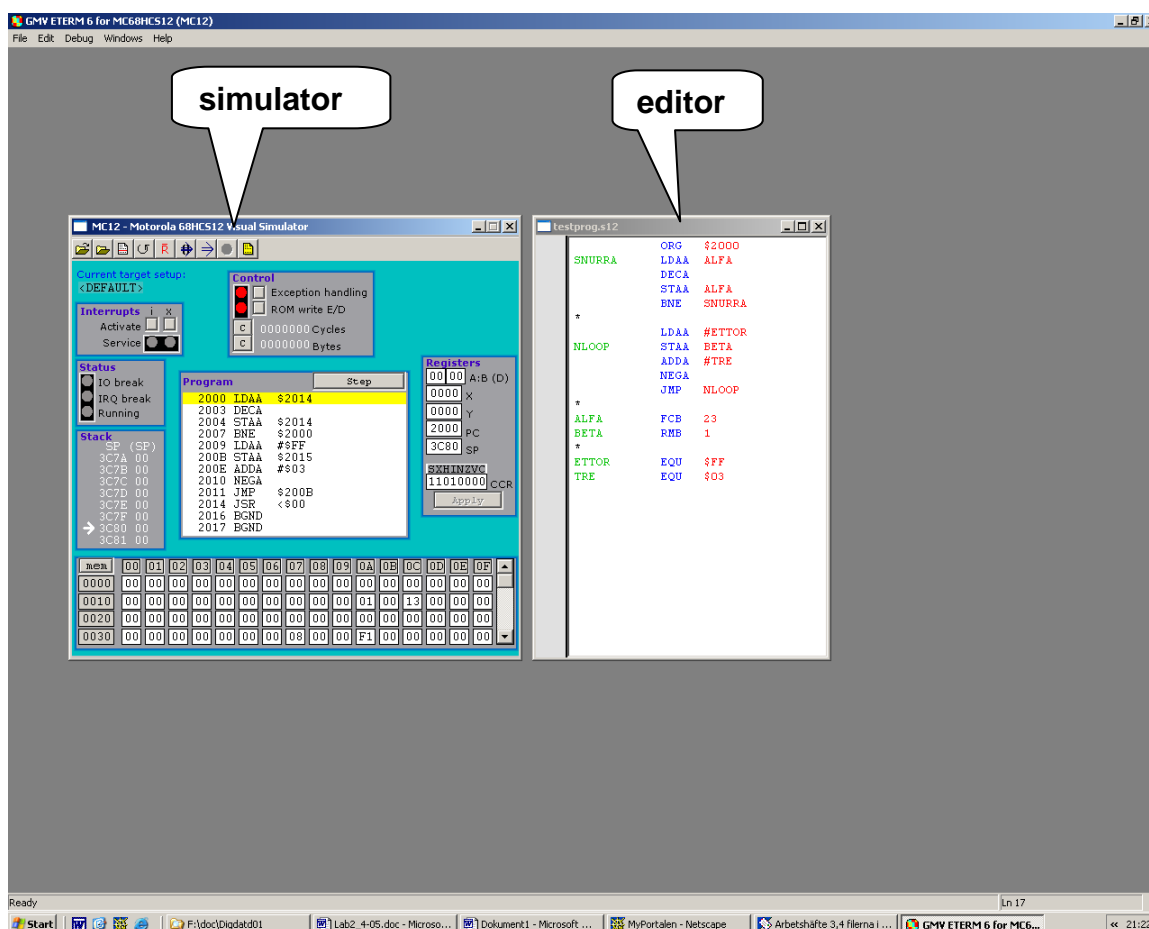 GMV ETERM 6 for MC68HCS12 (MC12)
File Edit Debug Windows Help
simulator
editor
MC12 - Motorola 68HCS12 Visual Simulator
Current target setup:
<DEFAULT>
Control
Exception handling
ROM write E/D
C 0000000 Cycles
C 0000000 Bytes
Interrupts i x
Activate
Service
Status
IO break
IRQ break
Running
Stack
SP (SP)
3C7A 00
3C7B 00
3C7C 00
3C7D 00
3C7E 00
3C7F 00
3C80 00
3C81 00
Program Step
2000 LDAA $2014
2003 DECA
2004 STAA $2014
2007 BNE $2000
2009 LDAA #$FF
200B STAA $2015
200E ADDA #$03
2010 NEGA
2011 JMP $200B
2014 JSR <$00
2016 BGND
2017 BGND
Registers
00 00 A:B (D)
0000 X
0000 Y
2000 PC
3C80 SP
SXHINZVC
11010000 CCR
Apply
mem 00 01 02 03 04 05 06 07 08 09 0A 0B 0C 0D 0E 0F
0000 00 00 00 00 00 00 00 00 00 00 00 00 00 00 00 00
0010 00 00 00 00 00 00 00 00 00 00 01 00 13 00 00 00
0020 00 00 00 00 00 00 00 00 00 00 00 00 00 00 00 00
0030 00 00 00 00 00 00 00 08 00 00 F1 00 00 00 00 00
testprog.s12
ORG $2000
SNURRA LDAA ALFA
DECA
STAA ALFA
BNE SNURRA
*
LDAA #ETTOR
NLOOP STAA BETA
ADDA #TRE
NEGA
JMP NLOOP
*
ALFA FCB 23
BETA RMB 1
*
ETTOR EQU $FF
TRE EQU $03
Ready Ln 17
Start F:\doc\Digdatd01 Lab2_4-05.doc - Microso... Dokument1 - Microsoft ... MyPortalen - Netscape Arbetshäfte 3,4 filerna i ... GMV ETERM 6 for MC6... « 21:22